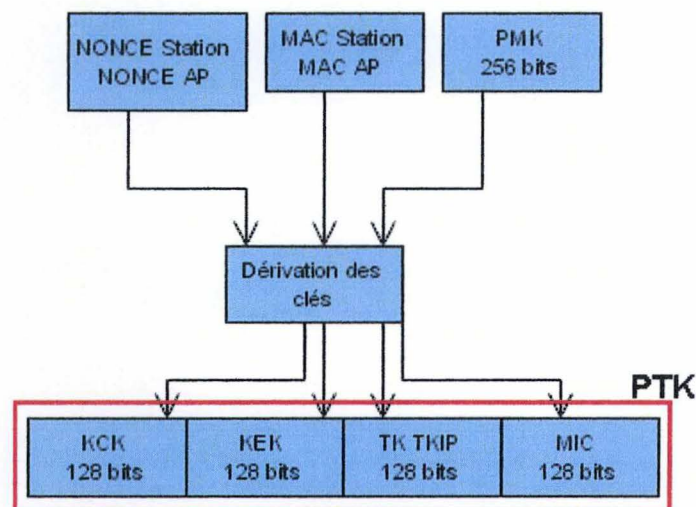 NONCE Station
NONCE AP
MAC Station
MAC AP
PMK
256 bits
Dérivation des
clés
PTK
KCK
128 bits
KEK
128 bits
TK TKIP
128 bits
MIC
128 bits